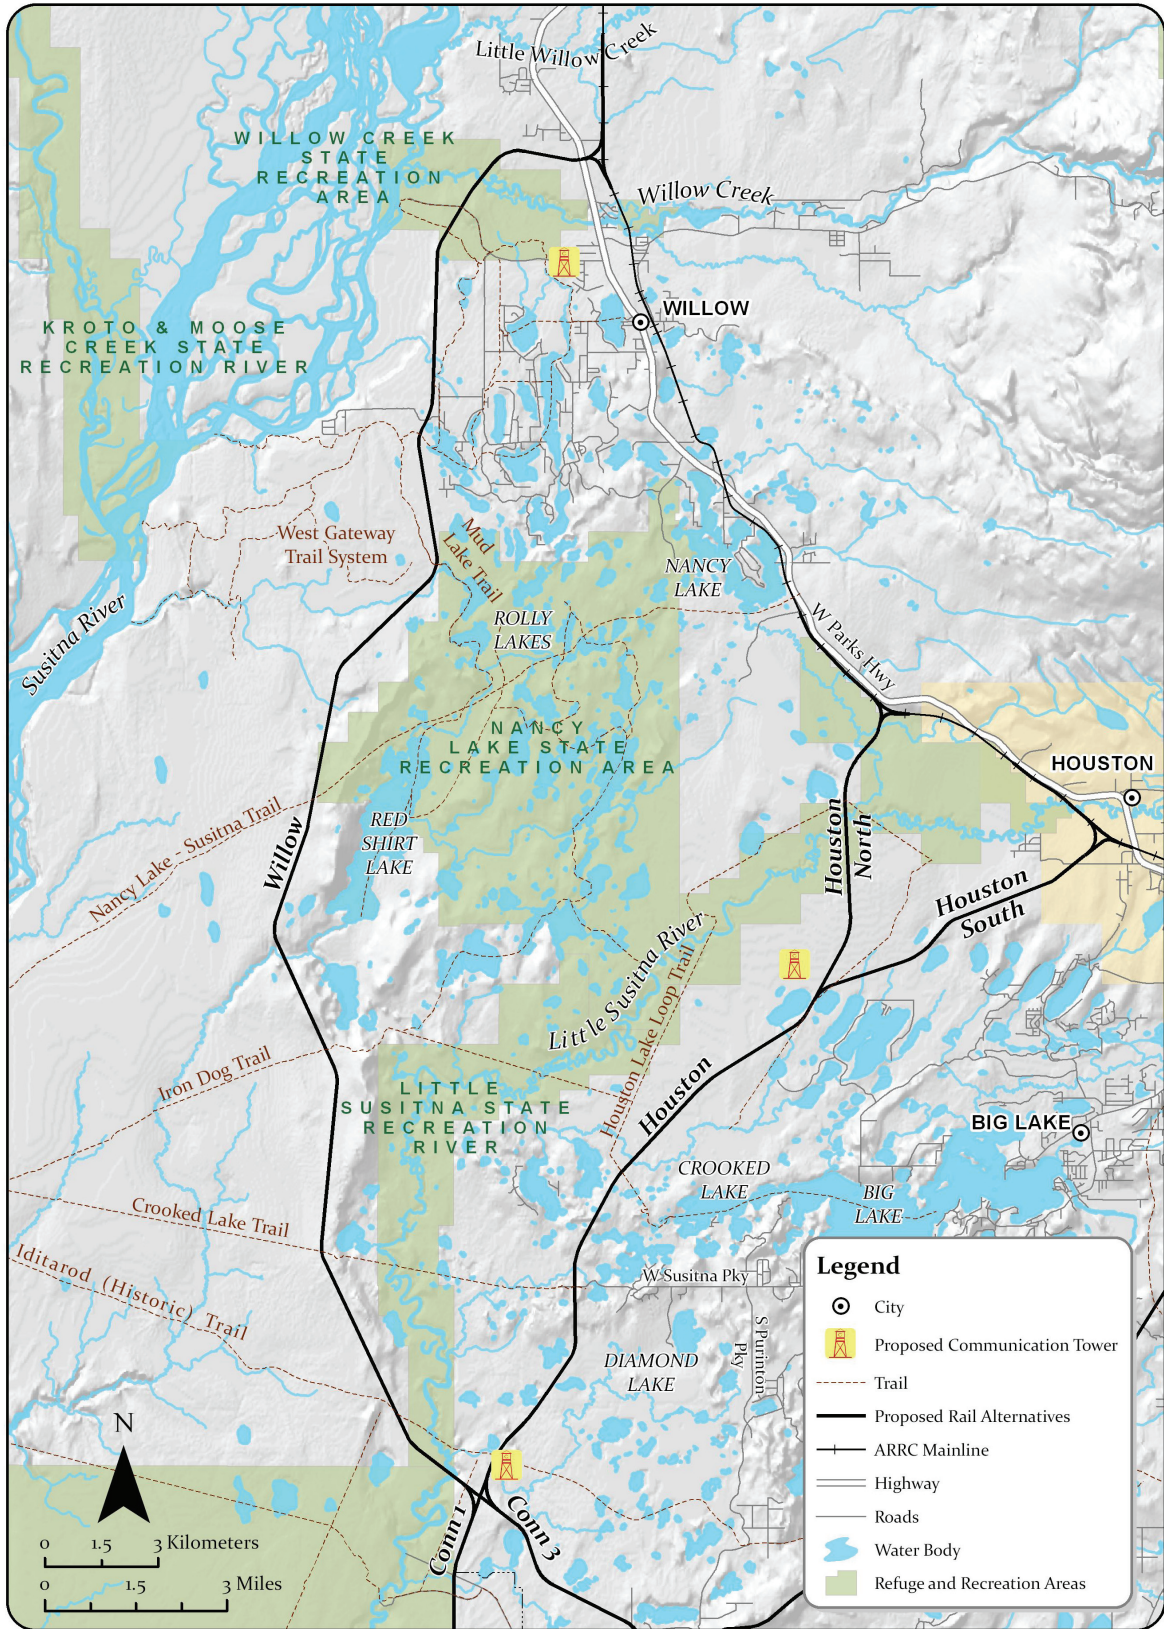 Little Willow Creek
WILLOW CREEK
STATE
RECREATION
AREA
Willow Creek
WILLOW
KROTO & MOOSE
CREEK STATE
RECREATION RIVER
West Gateway
Trail System
Mud
Lake Trail
NANCY
LAKE
Susitna River
ROLLY
LAKES
W Parks Hwy
NANCY
LAKE STATE
RECREATION AREA
HOUSTON
RED
SHIRT
LAKE
Nancy Lake - Susitna Trail
Willow
Houston
North
Houston
South
Little Susitna River
Houston Lake Loop Trail
Iron Dog Trail
Houston
LITTLE
SUSITNA STATE
RECREATION
RIVER
BIG LAKE
CROOKED
LAKE
BIG
LAKE
Crooked Lake Trail
Iditarod (Historic) Trail
W Susitna Pky
S Purinton
Pky
DIAMOND
LAKE
Conn 1
Conn 3
N
0 1.5 3 Kilometers
0 1.5 3 Miles
Legend
City
Proposed Communication Tower
Trail
Proposed Rail Alternatives
ARRC Mainline
Highway
Roads
Water Body
Refuge and Recreation Areas